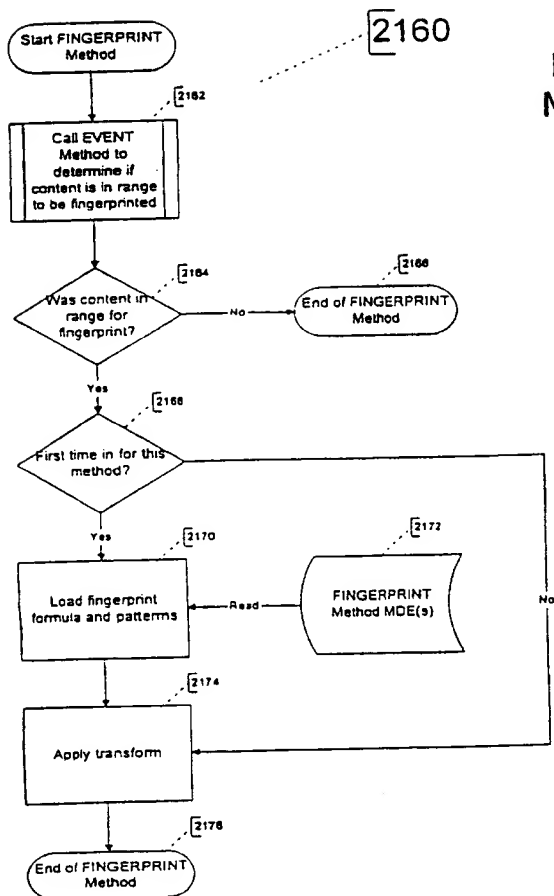 2160
Start FINGERPRINT
Method
2162
Call EVENT
Method to
determine if
content is in range
to be fingerprinted
2164
Was content in
range for
fingerprint?
No
2166
End of FINGERPRINT
Method
Yes
2168
First time in for this
method?
Yes
No
2170
Load fingerprint
formula and patterns
Read
2172
FINGERPRINT
Method MDE(s)
2174
Apply transform
2176
End of FINGERPRINT
Method